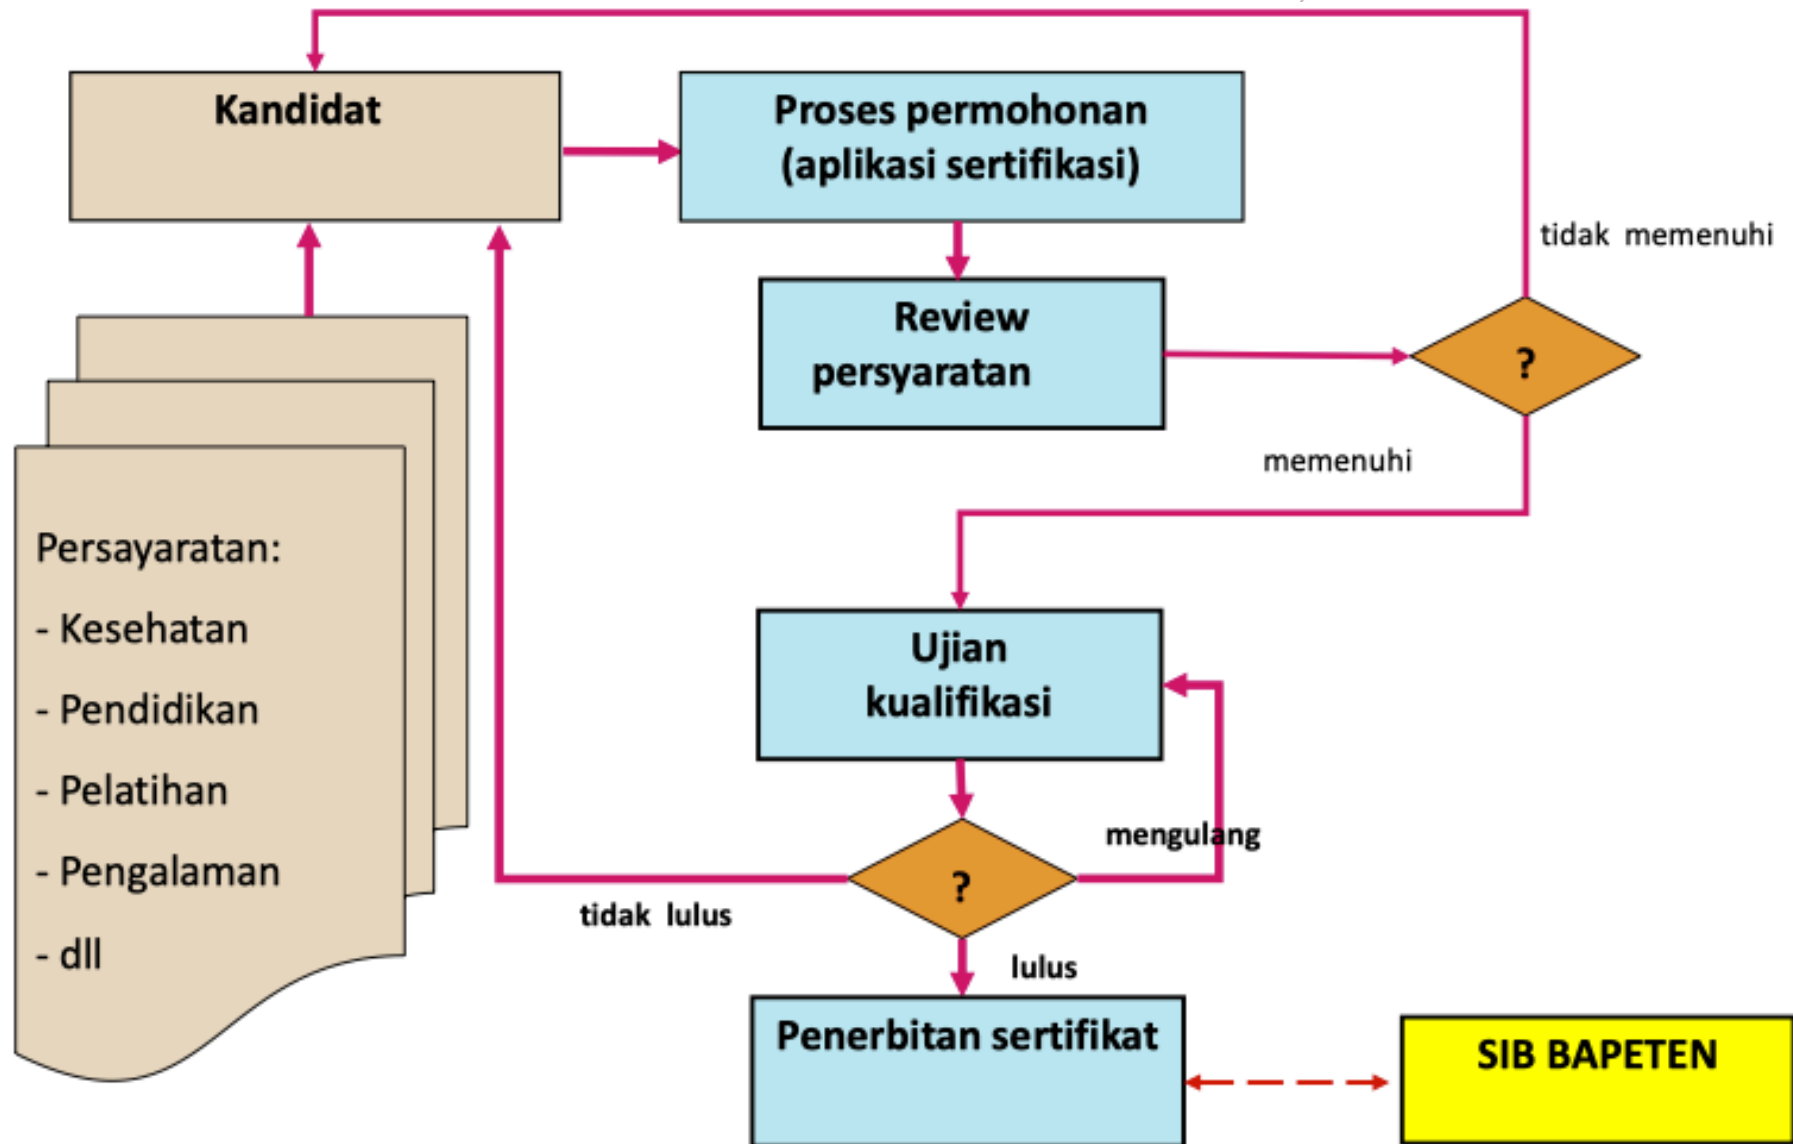 Kandidat
Proses permohonan
(aplikasi sertifikasi)
tidak memenuhi
Review
persyaratan
?
memenuhi
Persayaratan:
- Kesehatan
- Pendidikan
- Pelatihan
- Pengalaman
- dll
Ujian
kualifikasi
mengulang
?
tidak lulus
lulus
Penerbitan sertifikat
SIB BAPETEN